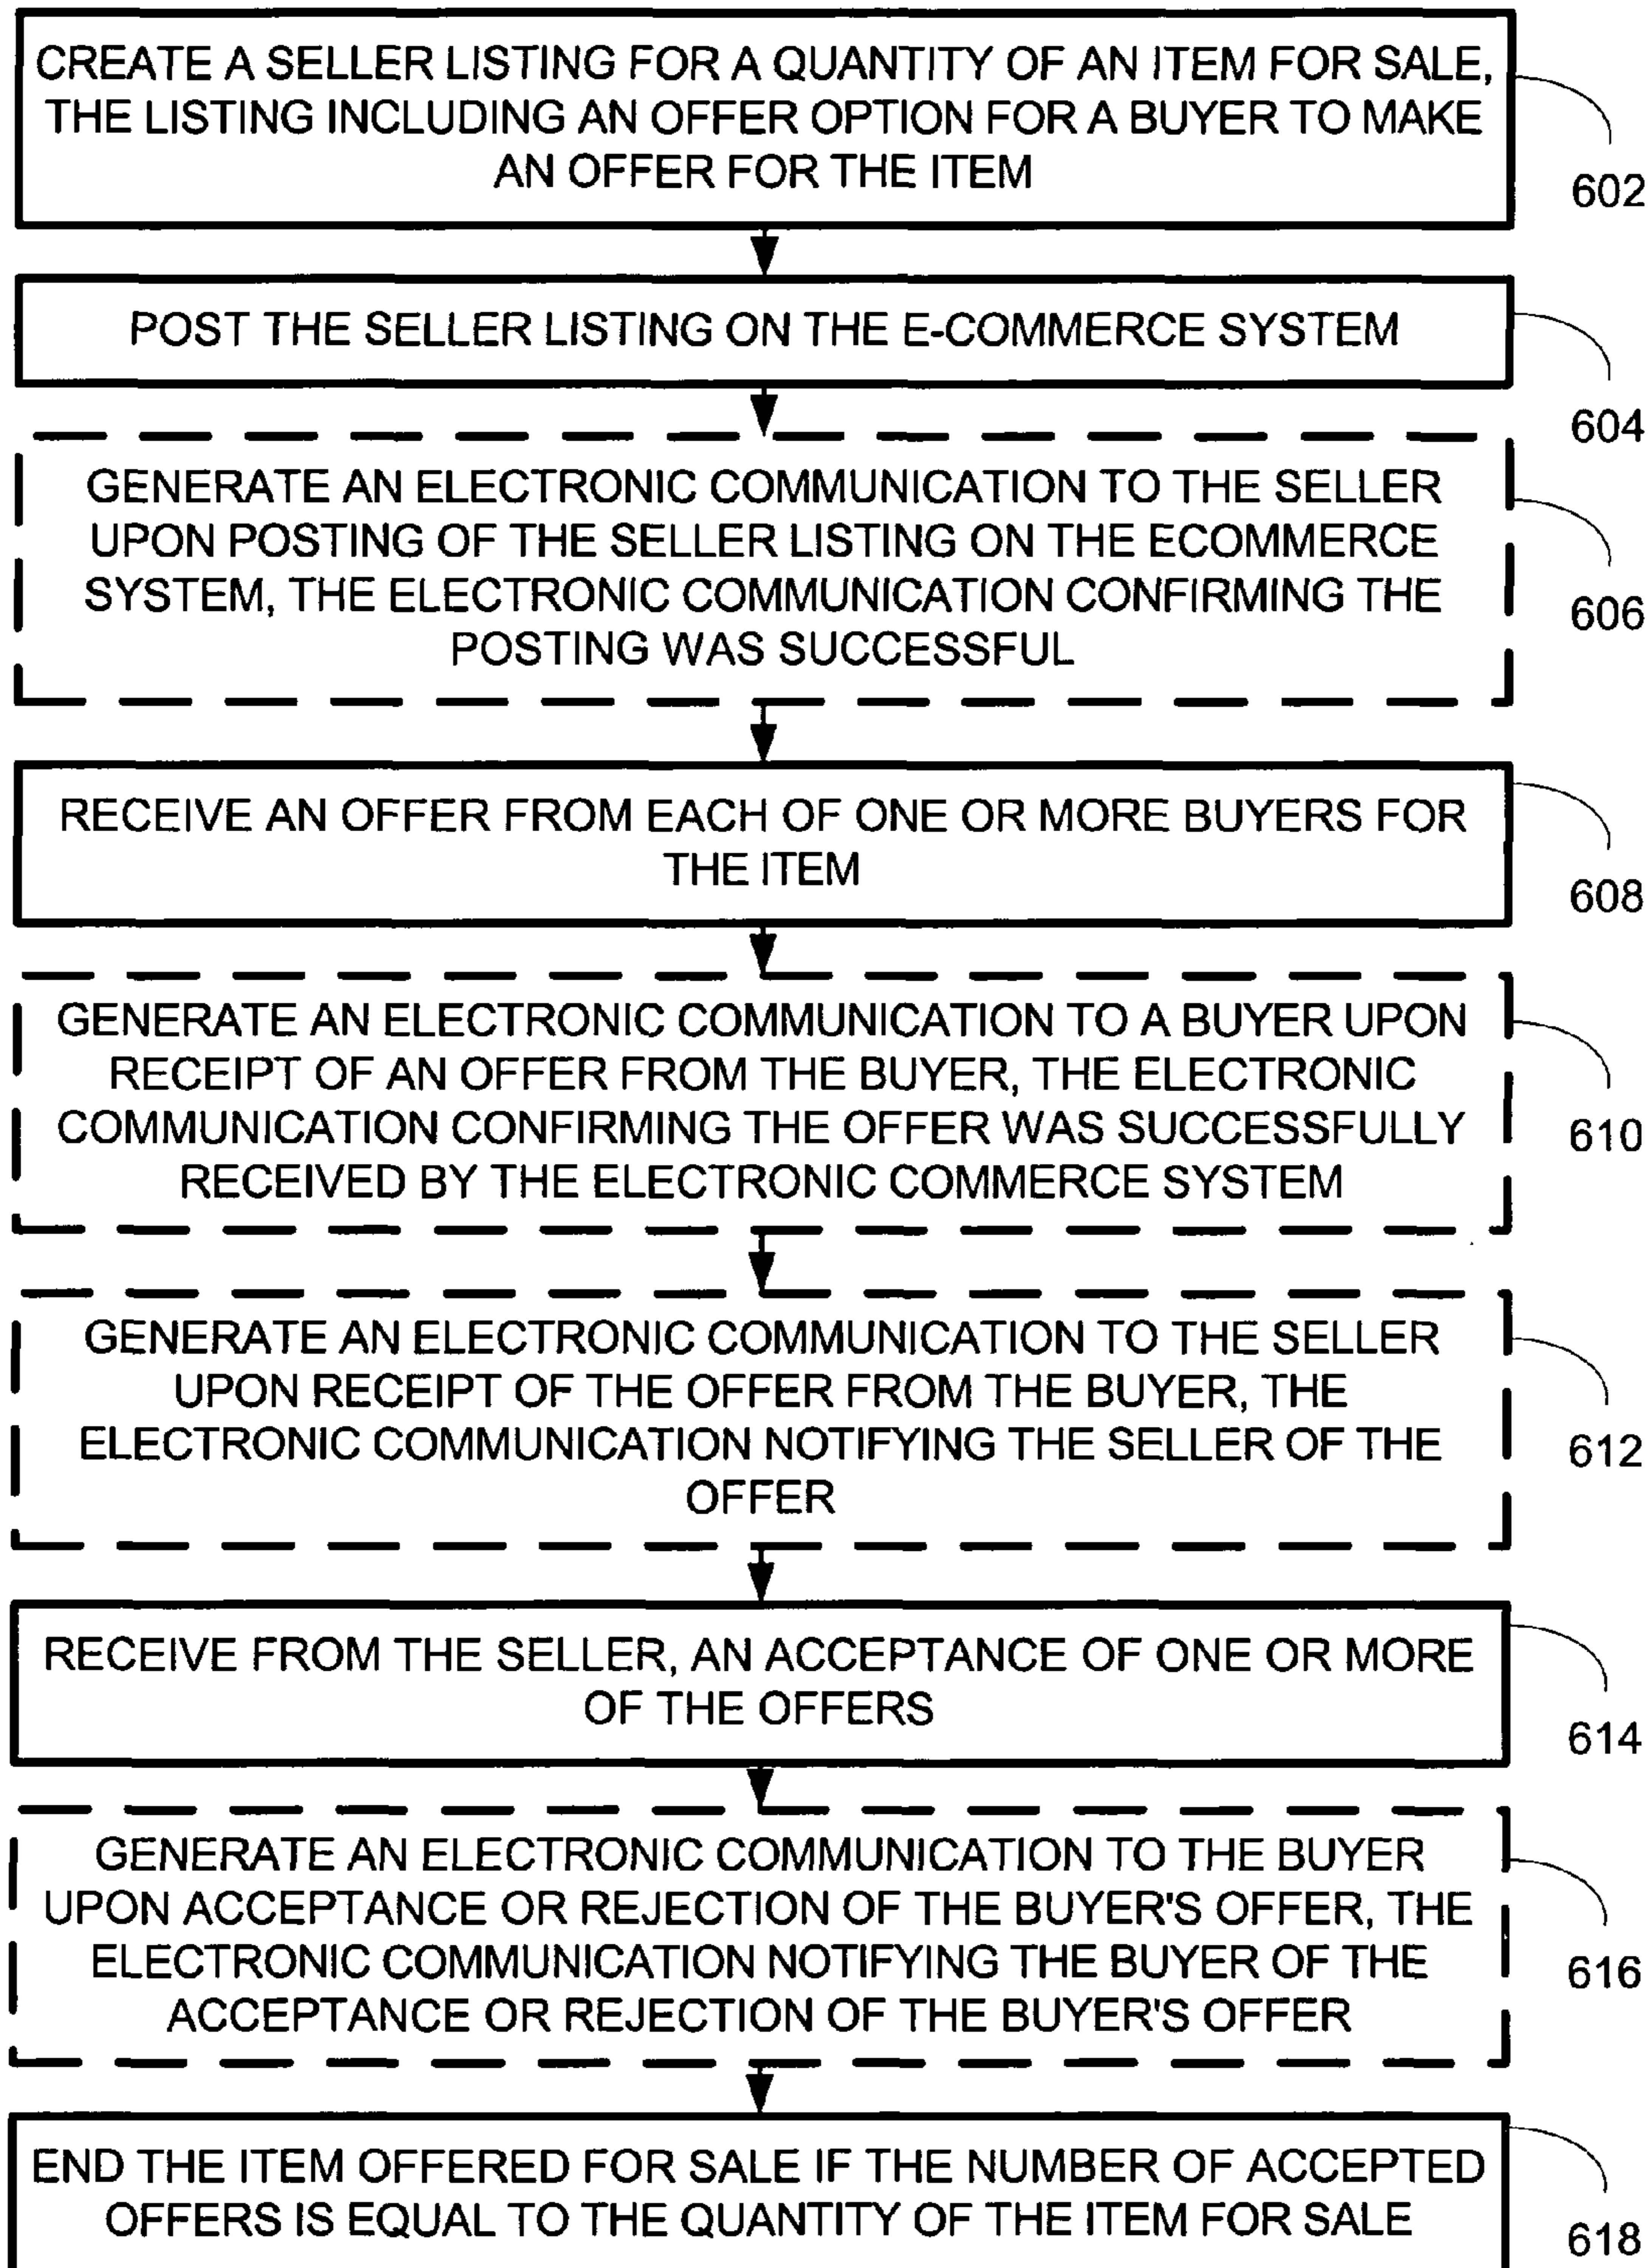 CREATE A SELLER LISTING FOR A QUANTITY OF AN ITEM FOR SALE,
THE LISTING INCLUDING AN OFFER OPTION FOR A BUYER TO MAKE
AN OFFER FOR THE ITEM
602
POST THE SELLER LISTING ON THE E-COMMERCE SYSTEM
604
GENERATE AN ELECTRONIC COMMUNICATION TO THE SELLER
UPON POSTING OF THE SELLER LISTING ON THE ECOMMERCE
SYSTEM, THE ELECTRONIC COMMUNICATION CONFIRMING THE
POSTING WAS SUCCESSFUL
606
RECEIVE AN OFFER FROM EACH OF ONE OR MORE BUYERS FOR
THE ITEM
608
GENERATE AN ELECTRONIC COMMUNICATION TO A BUYER UPON
RECEIPT OF AN OFFER FROM THE BUYER, THE ELECTRONIC
COMMUNICATION CONFIRMING THE OFFER WAS SUCCESSFULLY
RECEIVED BY THE ELECTRONIC COMMERCE SYSTEM
610
GENERATE AN ELECTRONIC COMMUNICATION TO THE SELLER
UPON RECEIPT OF THE OFFER FROM THE BUYER, THE
ELECTRONIC COMMUNICATION NOTIFYING THE SELLER OF THE
OFFER
612
RECEIVE FROM THE SELLER, AN ACCEPTANCE OF ONE OR MORE
OF THE OFFERS
614
GENERATE AN ELECTRONIC COMMUNICATION TO THE BUYER
UPON ACCEPTANCE OR REJECTION OF THE BUYER'S OFFER, THE
ELECTRONIC COMMUNICATION NOTIFYING THE BUYER OF THE
ACCEPTANCE OR REJECTION OF THE BUYER'S OFFER
616
END THE ITEM OFFERED FOR SALE IF THE NUMBER OF ACCEPTED
OFFERS IS EQUAL TO THE QUANTITY OF THE ITEM FOR SALE
618